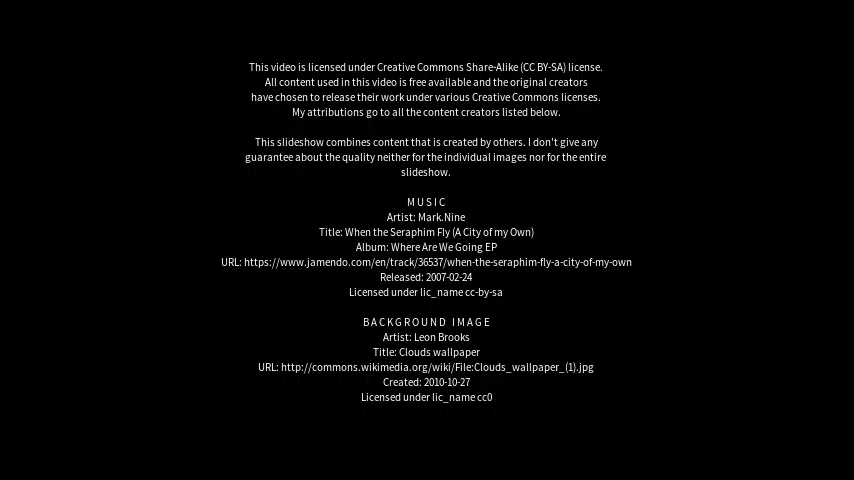 This video is licensed under Creative Commons Share-Alike (CC BY-SA) license.
All content used in this video is free available and the original creators
have chosen to release their work under various Creative Commons licenses.
My attributions go to all the content creators listed below.
This slideshow combines content that is created by others. I don't give any
guarantee about the quality neither for the individual images nor for the entire
slideshow.
MUSIC
Artist: Mark.Nine
Title: When the Seraphim Fly (A City of my Own)
Album: Where Are We Going EP
URL: https://www.jamendo.com/en/track/36537/when-the-seraphim-fly-a-city-of-my-own
Released: 2007-02-24
Licensed under lic_name cc-by-sa
BACKGROUND IMAGE
Artist: Leon Brooks
Title: Clouds wallpaper
URL: http://commons.wikimedia.org/wiki/File:Clouds_wallpaper_(1).jpg
Created: 2010-10-27
Licensed under lic_name cc0